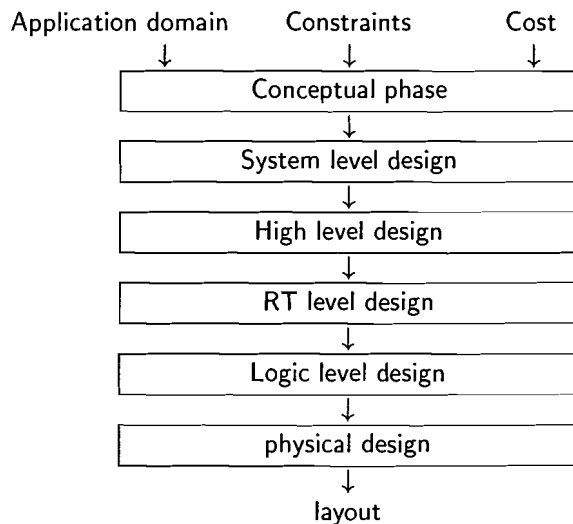 Application domain Constraints Cost
Conceptual phase
System level design
High level design
RT level design
Logic level design
physical design
layout